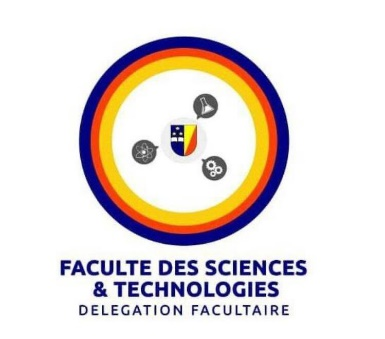 FACULTE DES SCIENCES
& TECHNOLOGIES
DELEGATION FACULTAIRE